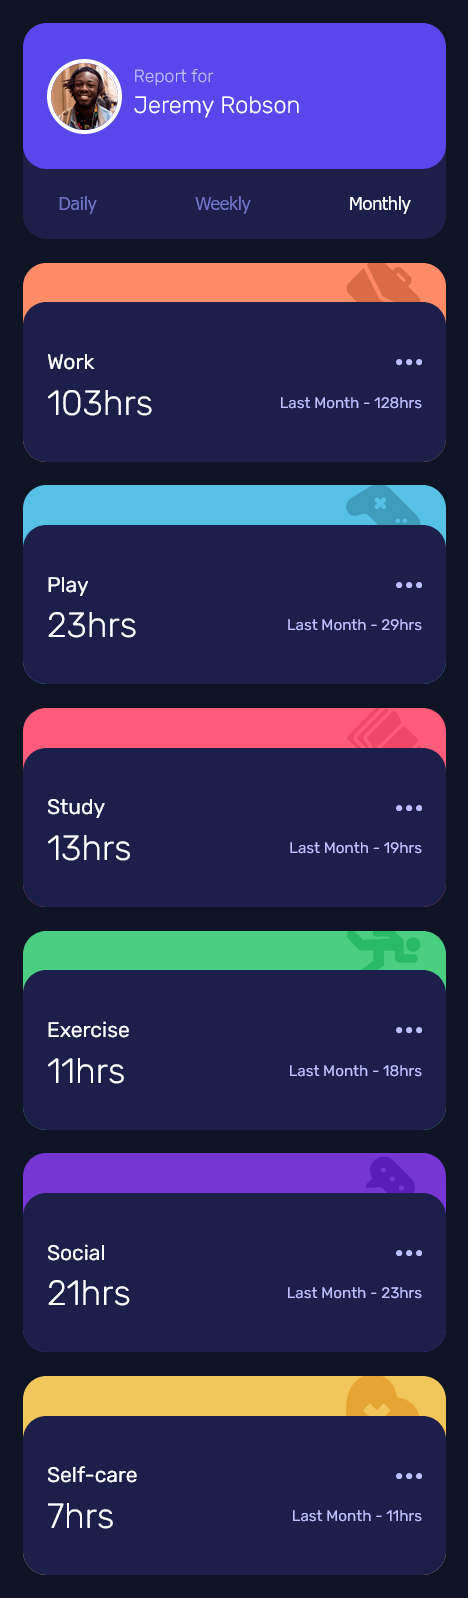 Report for
Jeremy Robson
Daily Weekly Monthly
Work
103hrs Last Month - 128hrs
Play
23hrs Last Month - 29hrs
Study
13hrs Last Month - 19hrs
Exercise
11hrs Last Month - 18hrs
Social
21hrs Last Month - 23hrs
Self-care
7hrs Last Month - 11hrs